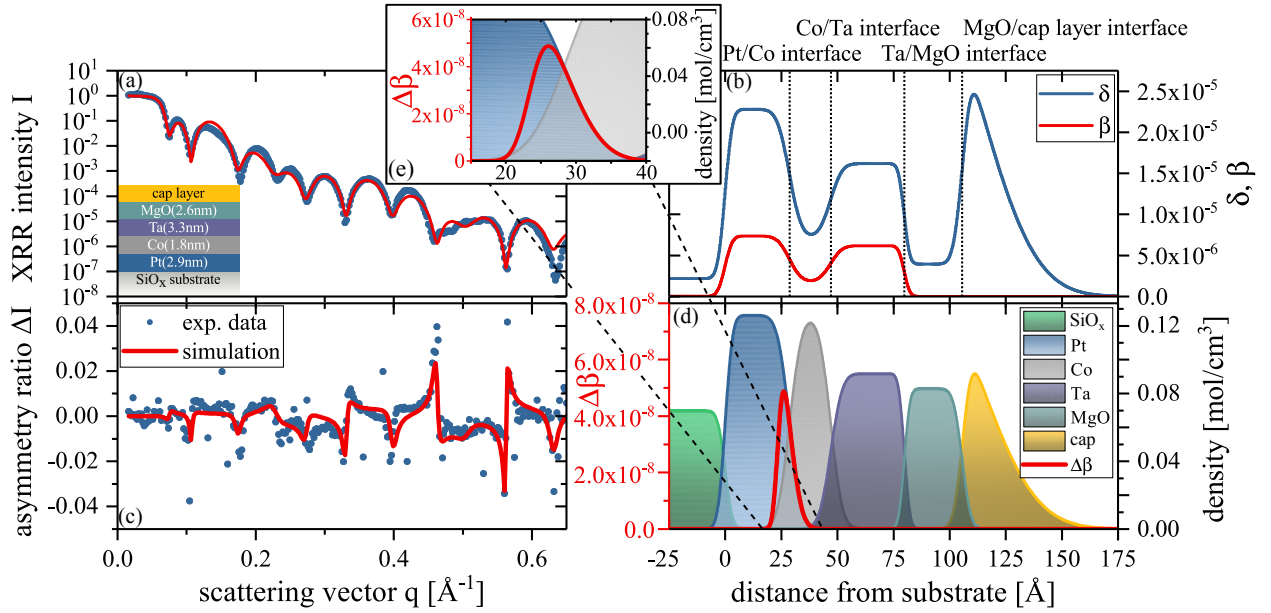 XRR intensity I
10¹
10⁰
10⁻¹
10⁻²
10⁻³
10⁻⁴
10⁻⁵
10⁻⁶
10⁻⁷
10⁻⁸
(a)
cap layer
MgO(2.6nm)
Ta(3.3nm)
Co(1.8nm)
Pt(2.9nm)
SiOₓ substrate
Δβ
6x10⁻⁸
4x10⁻⁸
2x10⁻⁸
0
20
30
40
0.08
0.04
0.00
density [mol/cm³]
(e)
Co/Ta interface
MgO/cap layer interface
Pt/Co interface
Ta/MgO interface
(b)
δ
β
2.5x10⁻⁵
2.0x10⁻⁵
1.5x10⁻⁵
1.0x10⁻⁵
5.0x10⁻⁶
0.0
δ, β
asymmetry ratio ΔI
0.04
0.02
0.00
-0.02
-0.04
exp. data
simulation
(c)
0.0
0.2
0.4
0.6
scattering vector q [Å⁻¹]
Δβ
8.0x10⁻⁸
6.0x10⁻⁸
4.0x10⁻⁸
2.0x10⁻⁸
0.0
(d)
SiOₓ
Pt
Co
Ta
MgO
cap
Δβ
0.12
0.08
0.04
0.00
density [mol/cm³]
-25
0
25
50
75
100
125
150
175
distance from substrate [Å]